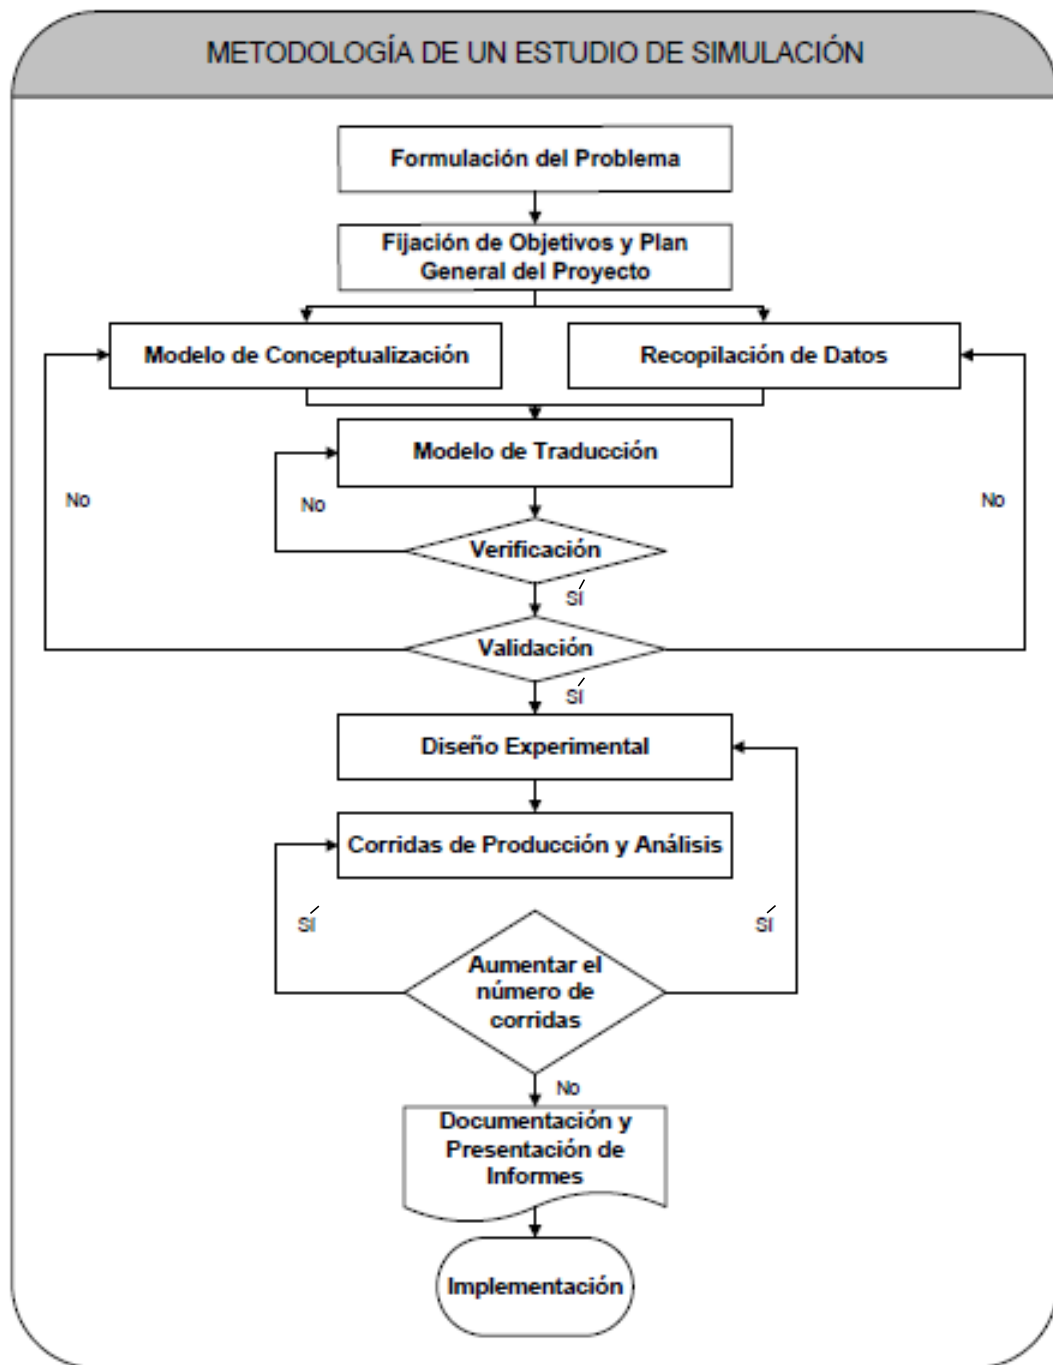 METODOLOGÍA DE UN ESTUDIO DE SIMULACIÓN
Formulación del Problema
Fijación de Objetivos y Plan
General del Proyecto
Modelo de Conceptualización
Recopilación de Datos
Modelo de Traducción
No
No
No
Verificación
Sí
Validación
Sí
Diseño Experimental
Corridas de Producción y Análisis
Sí
Sí
Aumentar el
número de
corridas
No
Documentación y
Presentación de
Informes
Implementación